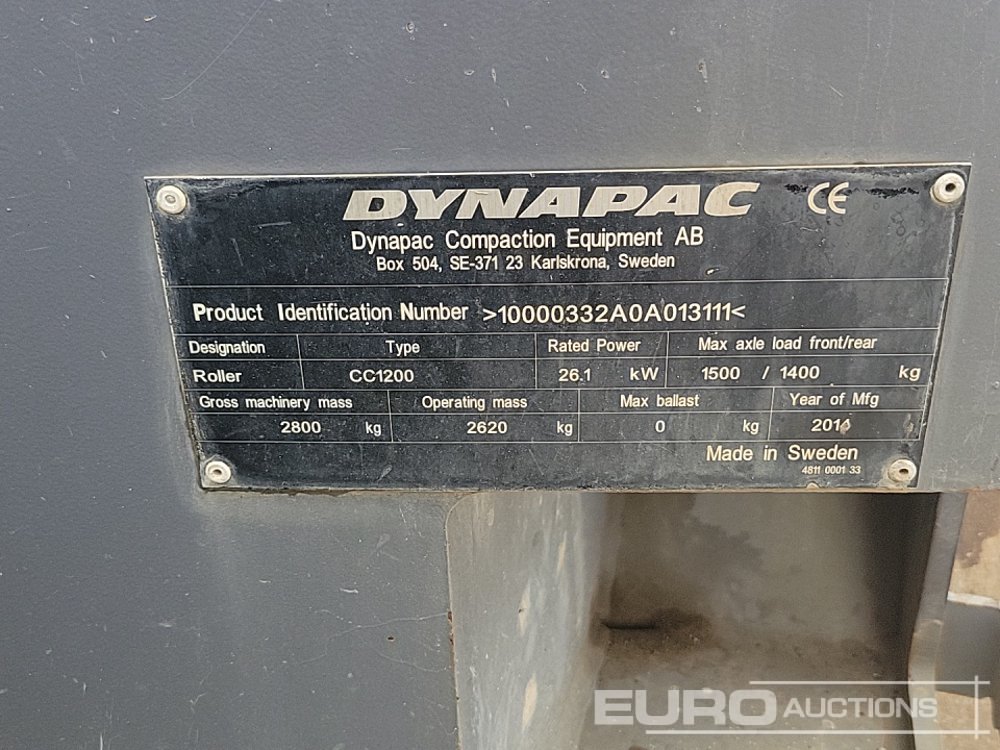 DYNAPAC CE
Dynapac Compaction Equipment AB
Box 504, SE-371 23 Karlskrona, Sweden
Product Identification Number >10000332A0A013111<
Designation Type Rated Power Max axle load front/rear
Roller CC1200 26.1 kW 1500 / 1400 kg
Gross machinery mass Operating mass Max ballast Year of Mfg
2800 kg 2620 kg 0 kg 2014
Made in Sweden
4811 0001 33
EURO AUCTIONS